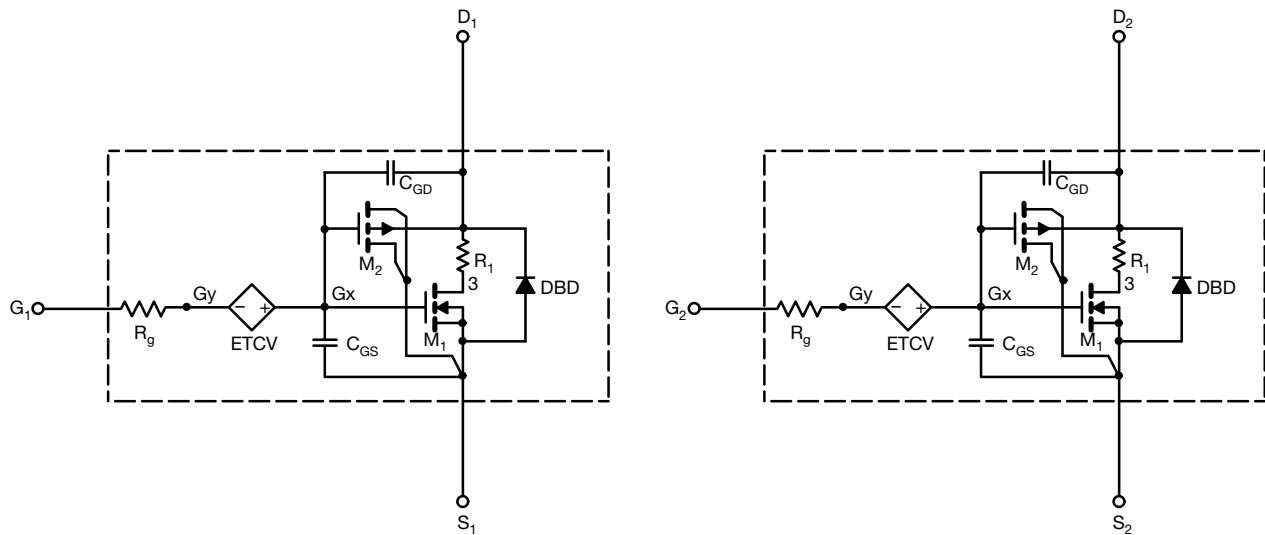 D1
CGD
M2
R1
3
DBD
G1
Rg
Gy
ETCV
Gx
CGS
M1
S1
D2
CGD
M2
R1
3
DBD
G2
Rg
Gy
ETCV
Gx
CGS
M1
S2